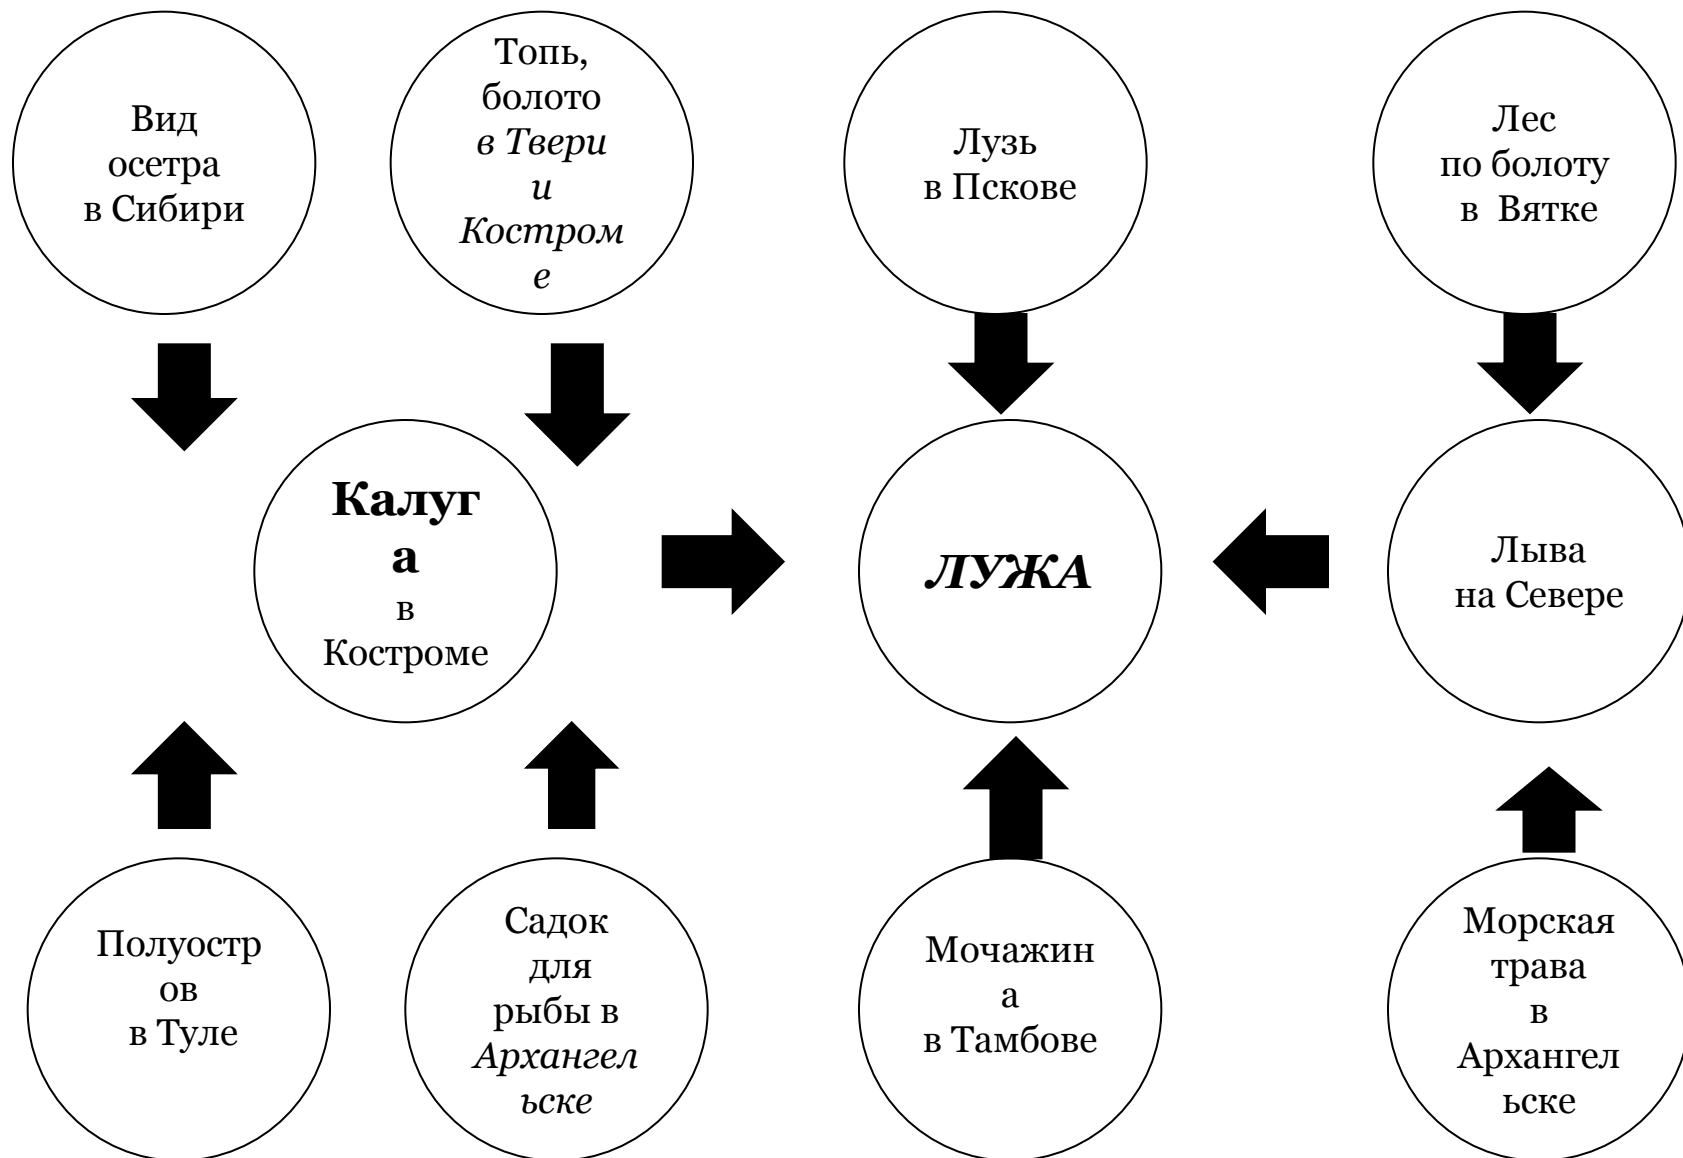 Вид
осетра
в Сибири
Топь,
болото
в Твери
и
Костром
е
Лузь
в Пскове
Лес
по болоту
в Вятке
Калуг
а
в
Костроме
ЛУЖА
Лыва
на Севере
Полуостр
ов
в Туле
Садок
для
рыбы в
Архангел
ьске
Мочажин
а
в Тамбове
Морская
трава
в
Архангел
ьске